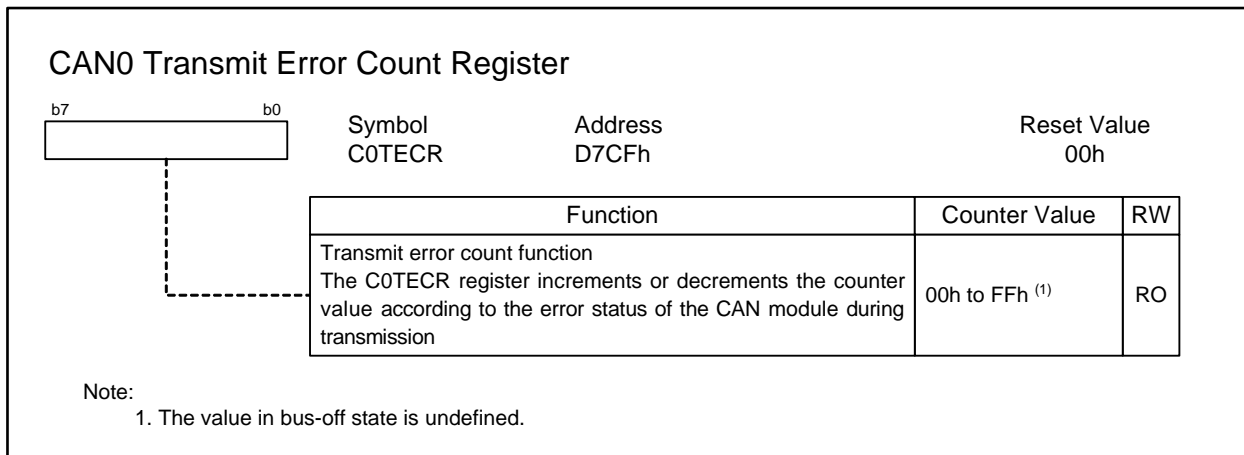 CAN0 Transmit Error Count Register
b7 b0
Symbol Address Reset Value
C0TECR D7CFh 00h
Function Counter Value RW
Transmit error count function
The C0TECR register increments or decrements the counter
value according to the error status of the CAN module during
transmission
00h to FFh (1) RO
Note:
1. The value in bus-off state is undefined.